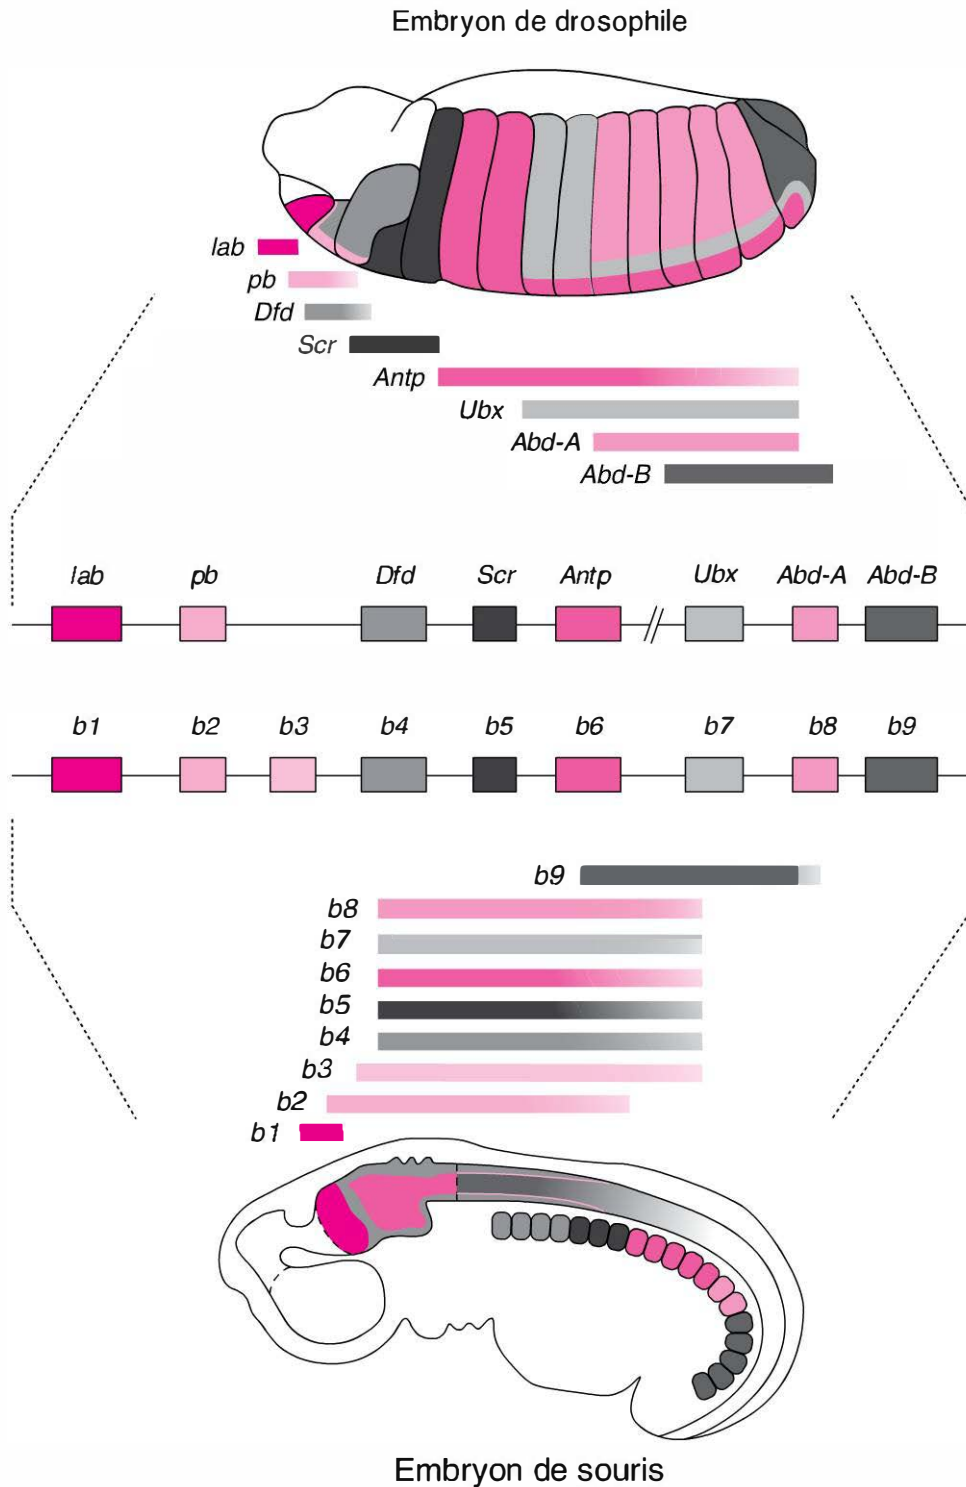 Embryon de drosophile
lab
pb
Dfd
Scr
Antp
Ubx
Abd-A
Abd-B
lab pb Dfd Scr Antp Ubx Abd-A Abd-B
b1 b2 b3 b4 b5 b6 b7 b8 b9
b9
b8
b7
b6
b5
b4
b3
b2
b1
Embryon de souris